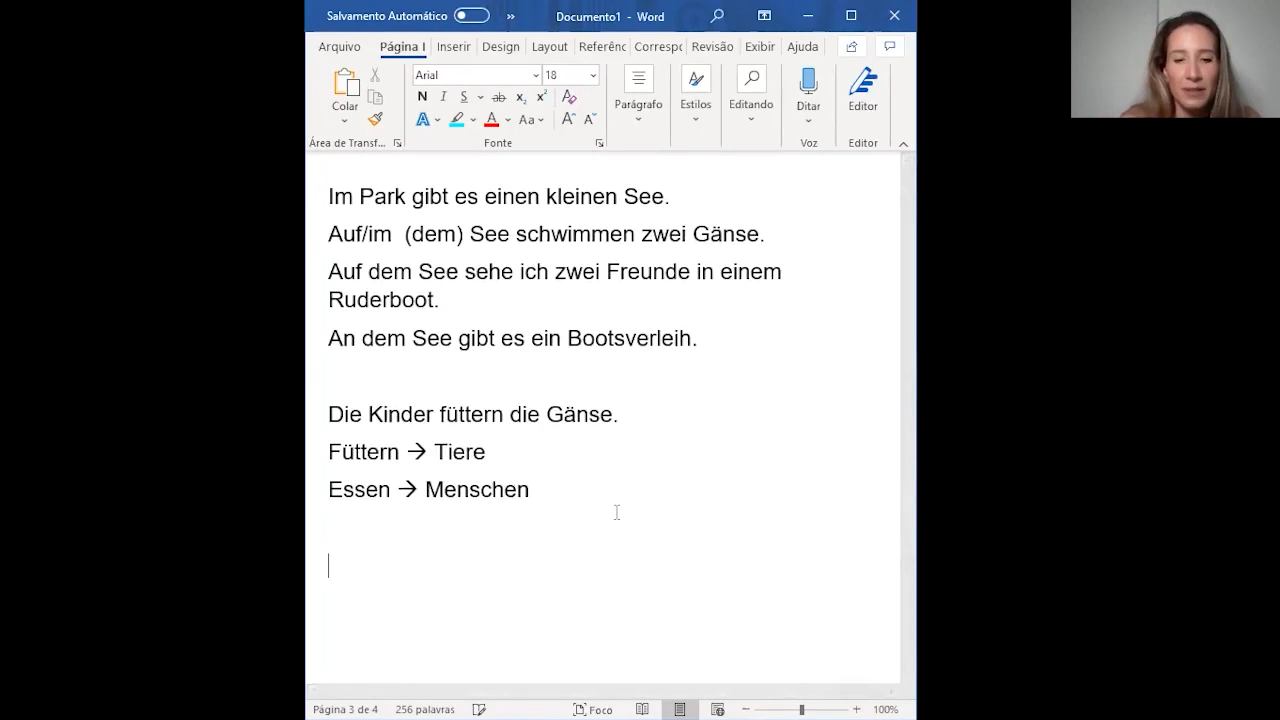 Salvamento Automático » Documento1 - Word
Arquivo Página I Inserir Design Layout Referênc Corresp Revisão Exibir Ajuda
Arial 18
Colar N I S ab x₂ x² Parágrafo Estilos Editando Ditar Editor
A A Aa A A
Área de Transf... Fonte Voz Editor
Im Park gibt es einen kleinen See.
Auf/im (dem) See schwimmen zwei Gänse.
Auf dem See sehe ich zwei Freunde in einem
Ruderboot.
An dem See gibt es ein Bootsverleih.
Die Kinder füttern die Gänse.
Füttern → Tiere
Essen → Menschen
Página 3 de 4 256 palavras Foco 100%